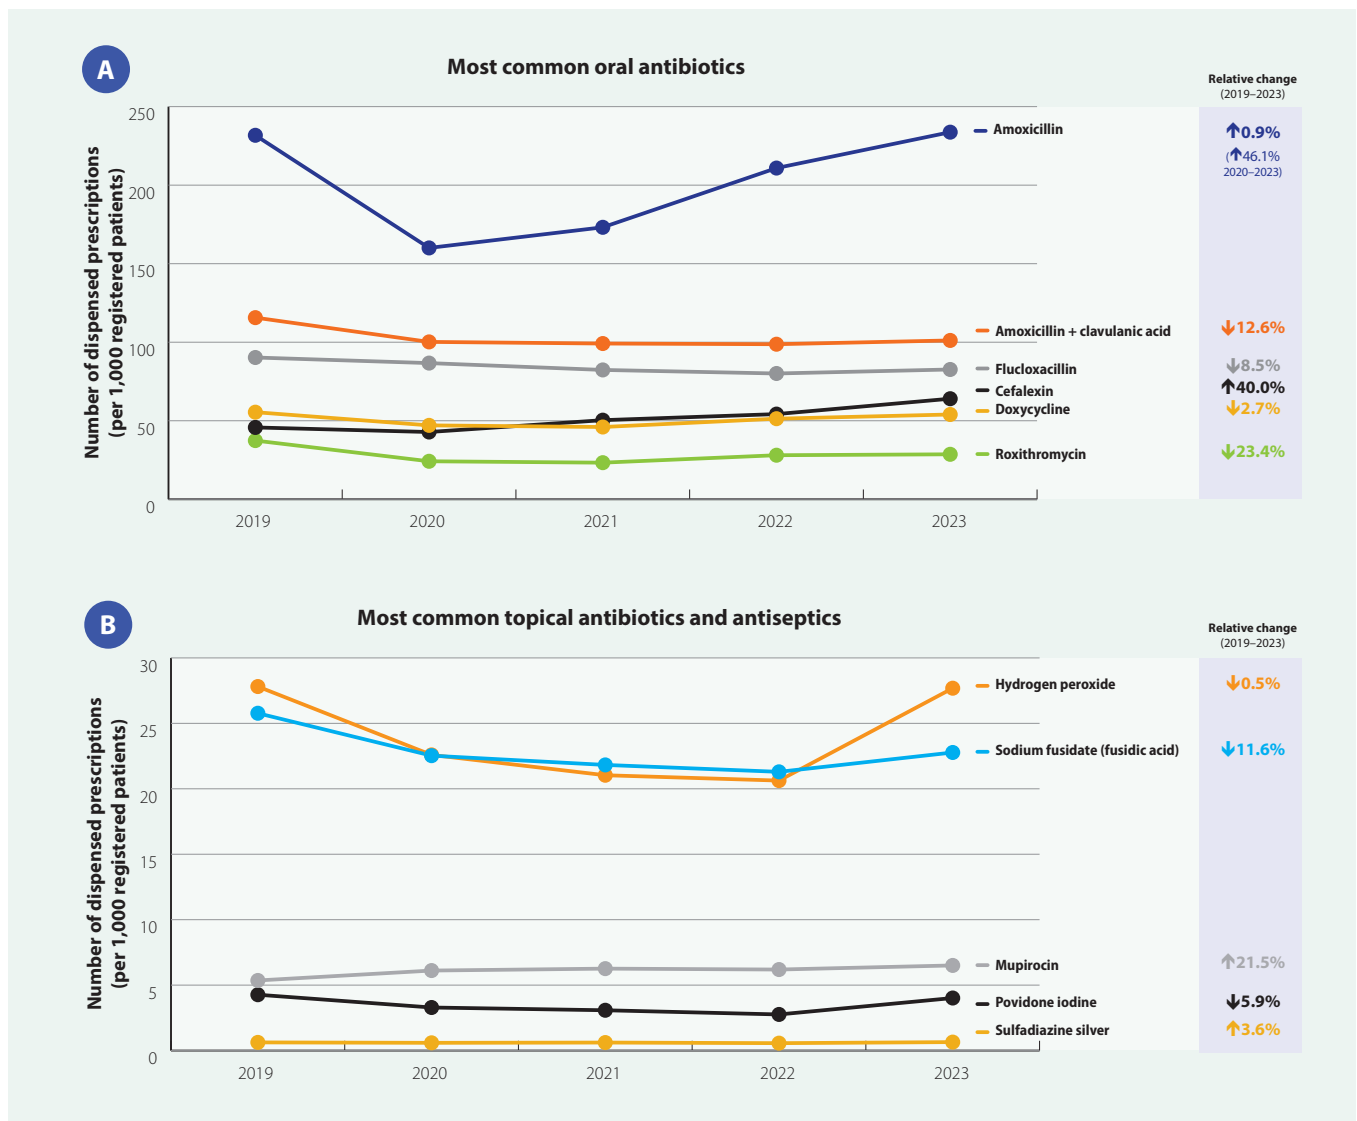 A
Most common oral antibiotics
Relative change
(2019–2023)
Number of dispensed prescriptions
(per 1,000 registered patients)
250
200
150
100
50
0
2019
2020
2021
2022
2023
Amoxicillin
Amoxicillin + clavulanic acid
Flucloxacillin
Cefalexin
Doxycycline
Roxithromycin
↑0.9%
(↑46.1%
2020–2023)
↓12.6%
↓8.5%
↑40.0%
↓2.7%
↓23.4%
B
Most common topical antibiotics and antiseptics
Relative change
(2019–2023)
Number of dispensed prescriptions
(per 1,000 registered patients)
30
25
20
15
10
5
0
2019
2020
2021
2022
2023
Hydrogen peroxide
Sodium fusidate (fusidic acid)
Mupirocin
Povidone iodine
Sulfadiazine silver
↓0.5%
↓11.6%
↑21.5%
↓5.9%
↑3.6%